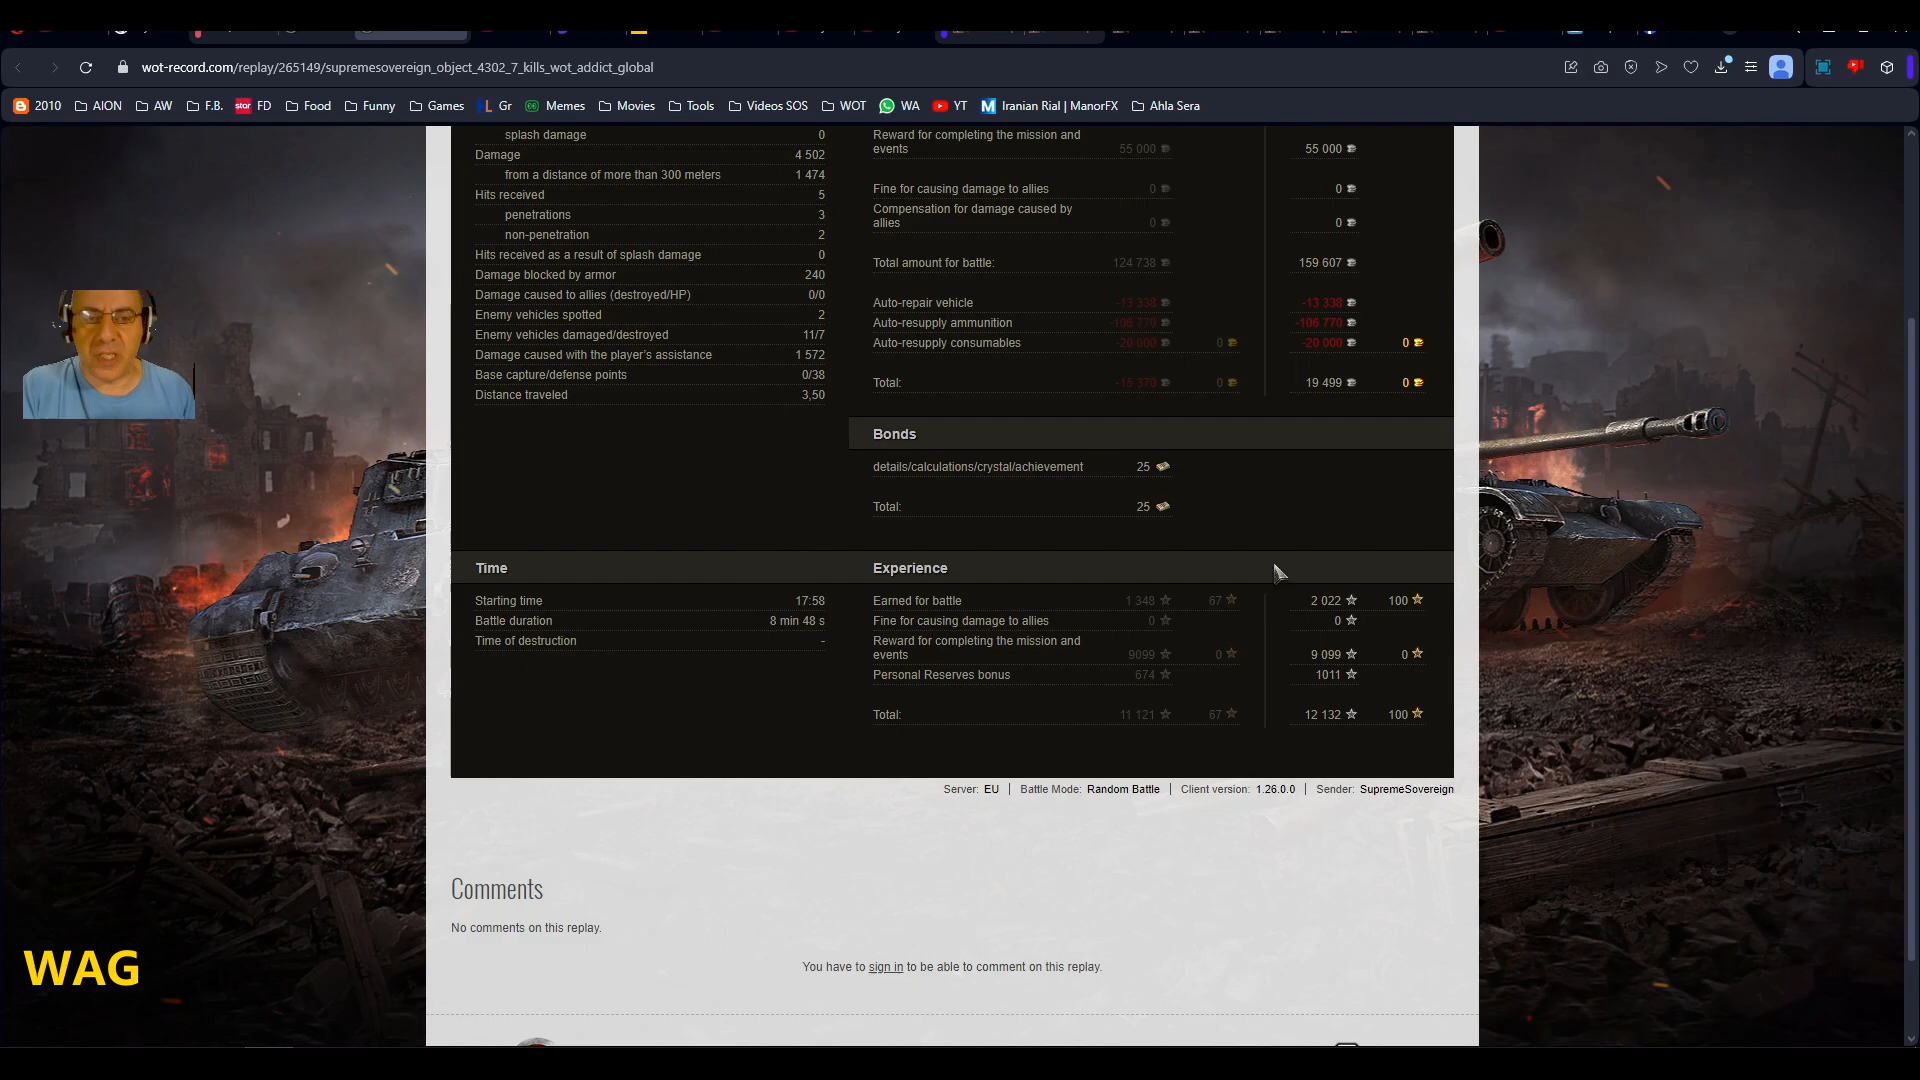 wot-record.com/replay/265149/supremesovereign_object_4302_7_kills_wot_addict_global
2010 AION AW F.B. star FD Food Funny Games L Gr Memes Movies Tools Videos SOS WOT WA YT M Iranian Rial | ManorFX Ahla Sera
splash damage 0
Damage 4 502
from a distance of more than 300 meters 1 474
Hits received 5
penetrations 3
non-penetration 2
Hits received as a result of splash damage 0
Damage blocked by armor 240
Damage caused to allies (destroyed/HP) 0/0
Enemy vehicles spotted 2
Enemy vehicles damaged/destroyed 11/7
Damage caused with the player's assistance 1 572
Base capture/defense points 0/38
Distance traveled 3,50
Reward for completing the mission and
events 55 000 55 000
Fine for causing damage to allies 0 0
Compensation for damage caused by
allies 0 0
Total amount for battle: 124 738 159 607
Auto-repair vehicle -13 338 -13 338
Auto-resupply ammunition -106 770 -106 770
Auto-resupply consumables -20 000 0 -20 000 0
Total: -15 370 0 19 499 0
Bonds
details/calculations/crystal/achievement 25
Total: 25
Time
Starting time 17:58
Battle duration 8 min 48 s
Time of destruction -
Experience
Earned for battle 1 348 67 2 022 100
Fine for causing damage to allies 0 0
Reward for completing the mission and
events 9099 0 9 099 0
Personal Reserves bonus 674 1011
Total: 11 121 67 12 132 100
Server: EU | Battle Mode: Random Battle | Client version: 1.26.0.0 | Sender: SupremeSovereign
Comments
No comments on this replay.
You have to sign in to be able to comment on this replay.
WAG